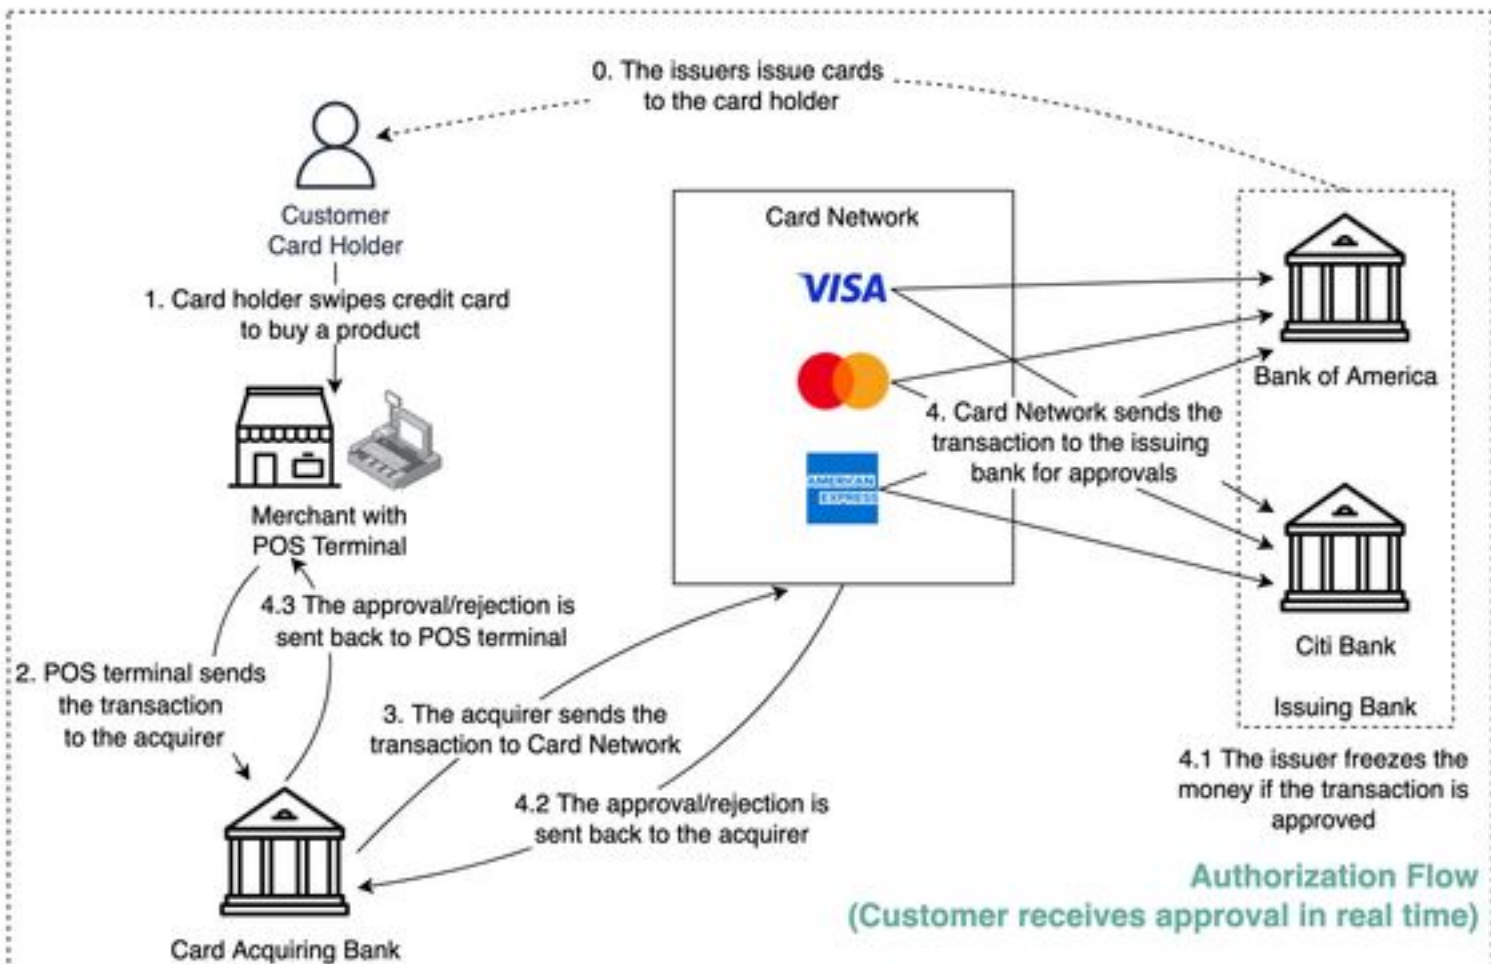 0. The issuers issue cards
to the card holder
Customer
Card Holder
1. Card holder swipes credit card
to buy a product
Merchant with
POS Terminal
Card Network
VISA
AMERICAN
EXPRESS
4. Card Network sends the
transaction to the issuing
bank for approvals
Bank of America
Citi Bank
Issuing Bank
4.1 The issuer freezes the
money if the transaction is
approved
4.3 The approval/rejection is
sent back to POS terminal
2. POS terminal sends
the transaction
to the acquirer
3. The acquirer sends the
transaction to Card Network
4.2 The approval/rejection is
sent back to the acquirer
Card Acquiring Bank
Authorization Flow
(Customer receives approval in real time)